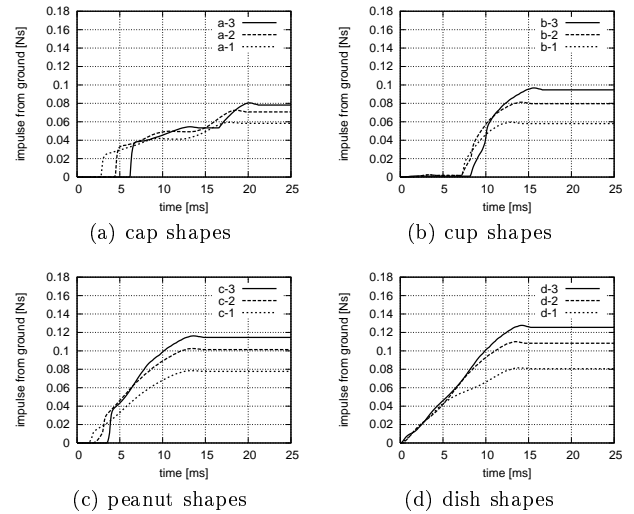 impulse from ground [Ns]
0.18
0.16
0.14
0.12
0.1
0.08
0.06
0.04
0.02
0
a-3
a-2
a-1
0 5 10 15 20 25
time [ms]
(a) cap shapes
impulse from ground [Ns]
0.18
0.16
0.14
0.12
0.1
0.08
0.06
0.04
0.02
0
b-3
b-2
b-1
0 5 10 15 20 25
time [ms]
(b) cup shapes
impulse from ground [Ns]
0.18
0.16
0.14
0.12
0.1
0.08
0.06
0.04
0.02
0
c-3
c-2
c-1
0 5 10 15 20 25
time [ms]
(c) peanut shapes
impulse from ground [Ns]
0.18
0.16
0.14
0.12
0.1
0.08
0.06
0.04
0.02
0
d-3
d-2
d-1
0 5 10 15 20 25
time [ms]
(d) dish shapes